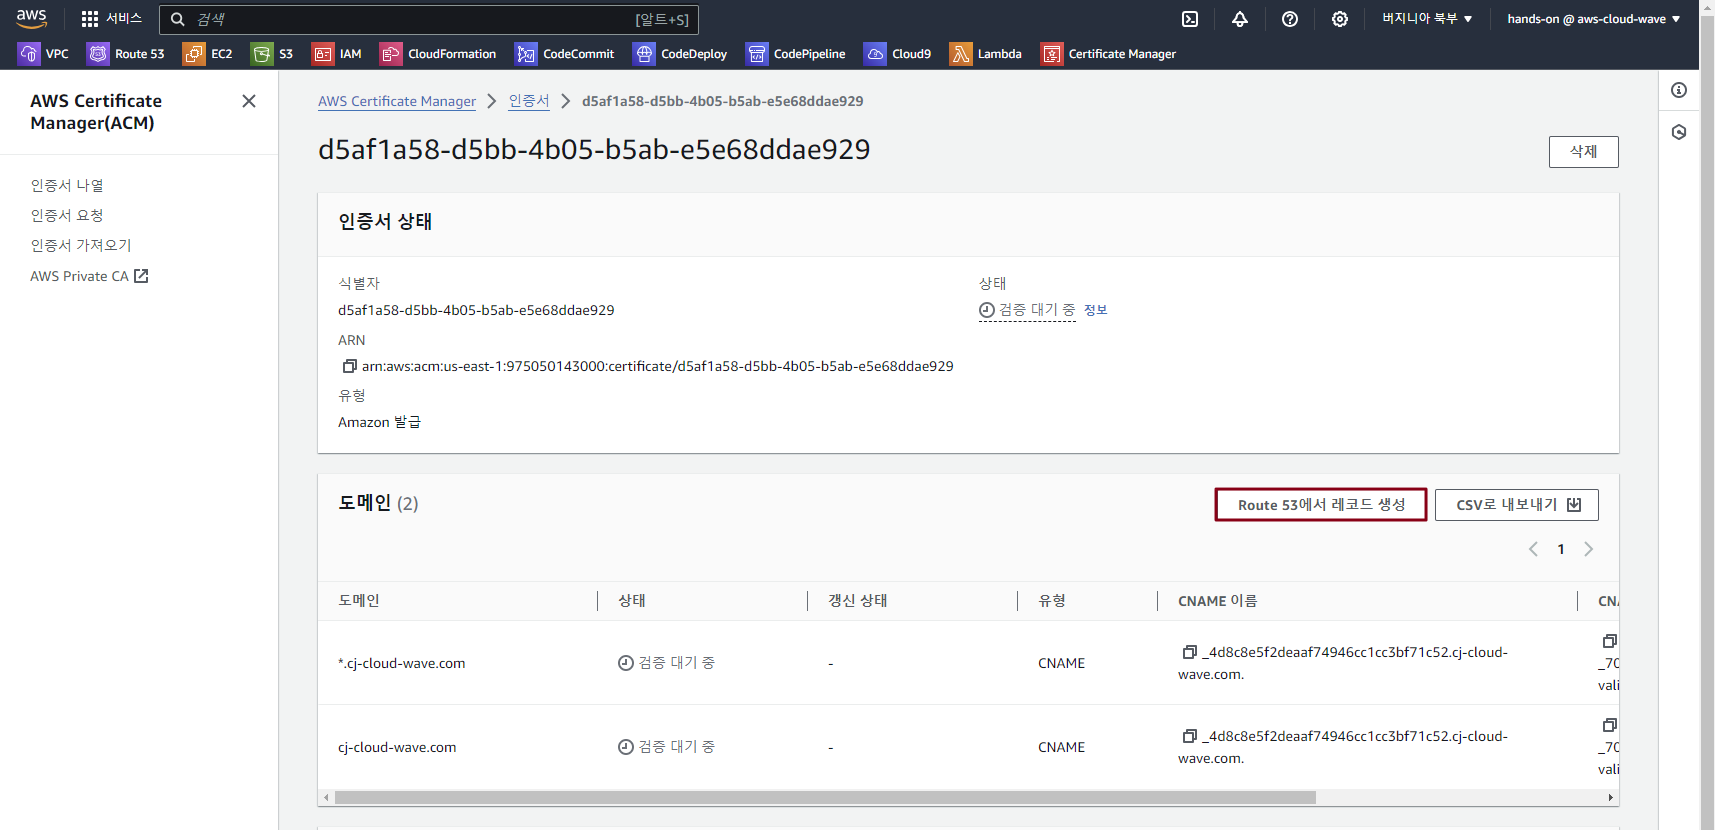 aws
서비스
검색
[알트+S]
버지니아 북부
hands-on @ aws-cloud-wave
VPC
Route 53
EC2
S3
IAM
CloudFormation
CodeCommit
CodeDeploy
CodePipeline
Cloud9
Lambda
Certificate Manager
AWS Certificate
Manager(ACM)
인증서 나열
인증서 요청
인증서 가져오기
AWS Private CA
AWS Certificate Manager
인증서
d5af1a58-d5bb-4b05-b5ab-e5e68ddae929
d5af1a58-d5bb-4b05-b5ab-e5e68ddae929
삭제
인증서 상태
식별자
d5af1a58-d5bb-4b05-b5ab-e5e68ddae929
상태
검증 대기 중
정보
ARN
arn:aws:acm:us-east-1:975050143000:certificate/d5af1a58-d5bb-4b05-b5ab-e5e68ddae929
유형
Amazon 발급
도메인 (2)
Route 53에서 레코드 생성
CSV로 내보내기
1
도메인
상태
갱신 상태
유형
CNAME 이름
CNA
*.cj-cloud-wave.com
검증 대기 중
-
CNAME
_4d8c8e5f2deaaf74946cc1cc3bf71c52.cj-cloud-
wave.com.
_70
vali
cj-cloud-wave.com
검증 대기 중
-
CNAME
_4d8c8e5f2deaaf74946cc1cc3bf71c52.cj-cloud-
wave.com.
_70
vali